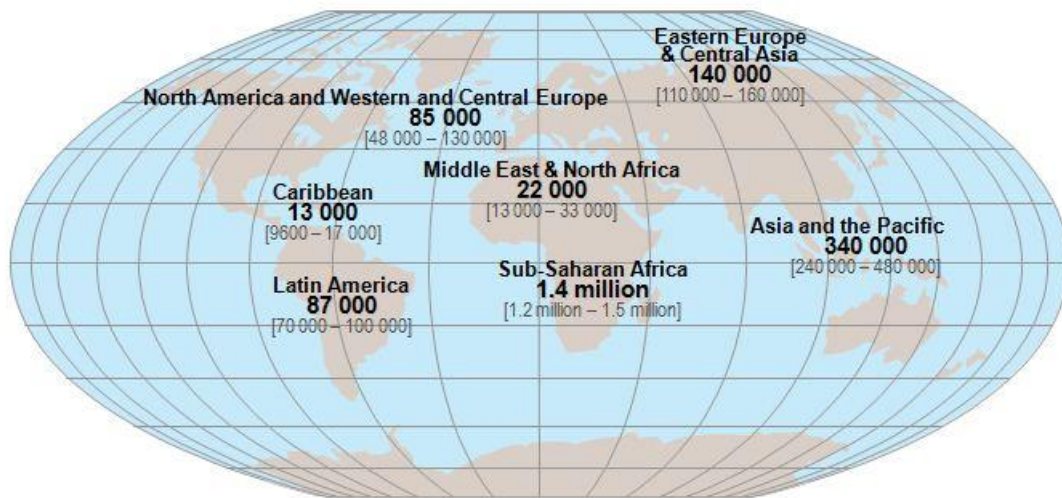 Eastern Europe
& Central Asia
140 000
[110 000 – 160 000]
North America and Western and Central Europe
85 000
[48 000 – 130 000]
Middle East & North Africa
22 000
[13 000 – 33 000]
Caribbean
13 000
[9600 – 17 000]
Asia and the Pacific
340 000
[240 000 – 480 000]
Sub-Saharan Africa
1.4 million
[1.2 million – 1.5 million]
Latin America
87 000
[70 000 – 100 000]